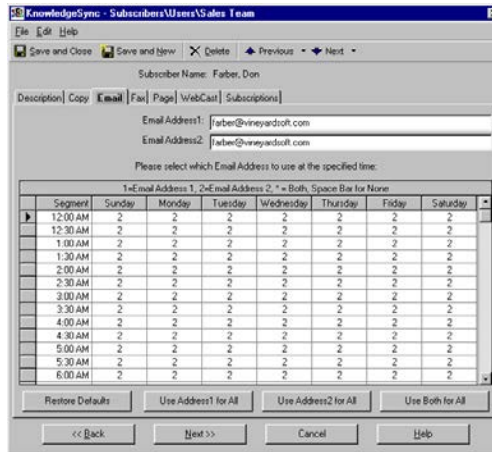 KnowledgeSync - Subscribers\Users\Sales Team
File Edit Help
Save and Close Save and New Delete Previous Next
Subscriber Name: Farber, Don
Description Copy Email Fax Page WebCast Subscriptions
Email Address1: farber@vineyardsoft.com
Email Address2: farber@vineyardsoft.com
Please select which Email Address to use at the specified time:
1=Email Address 1, 2=Email Address 2, * = Both, Space Bar for None
Segment Sunday Monday Tuesday Wednesday Thursday Friday Saturday
12:00 AM 2 2 2 2 2 2 2
12:30 AM 2 2 2 2 2 2 2
1:00 AM 2 2 2 2 2 2 2
1:30 AM 2 2 2 2 2 2 2
2:00 AM 2 2 2 2 2 2 2
2:30 AM 2 2 2 2 2 2 2
3:00 AM 2 2 2 2 2 2 2
3:30 AM 2 2 2 2 2 2 2
4:00 AM 2 2 2 2 2 2 2
4:30 AM 2 2 2 2 2 2 2
5:00 AM 2 2 2 2 2 2 2
5:30 AM 2 2 2 2 2 2 2
6:00 AM 2 2 2 2 2 2 2
Restore Defaults Use Address1 for All Use Address2 for All Use Both for All
<< Back Next >> Cancel Help